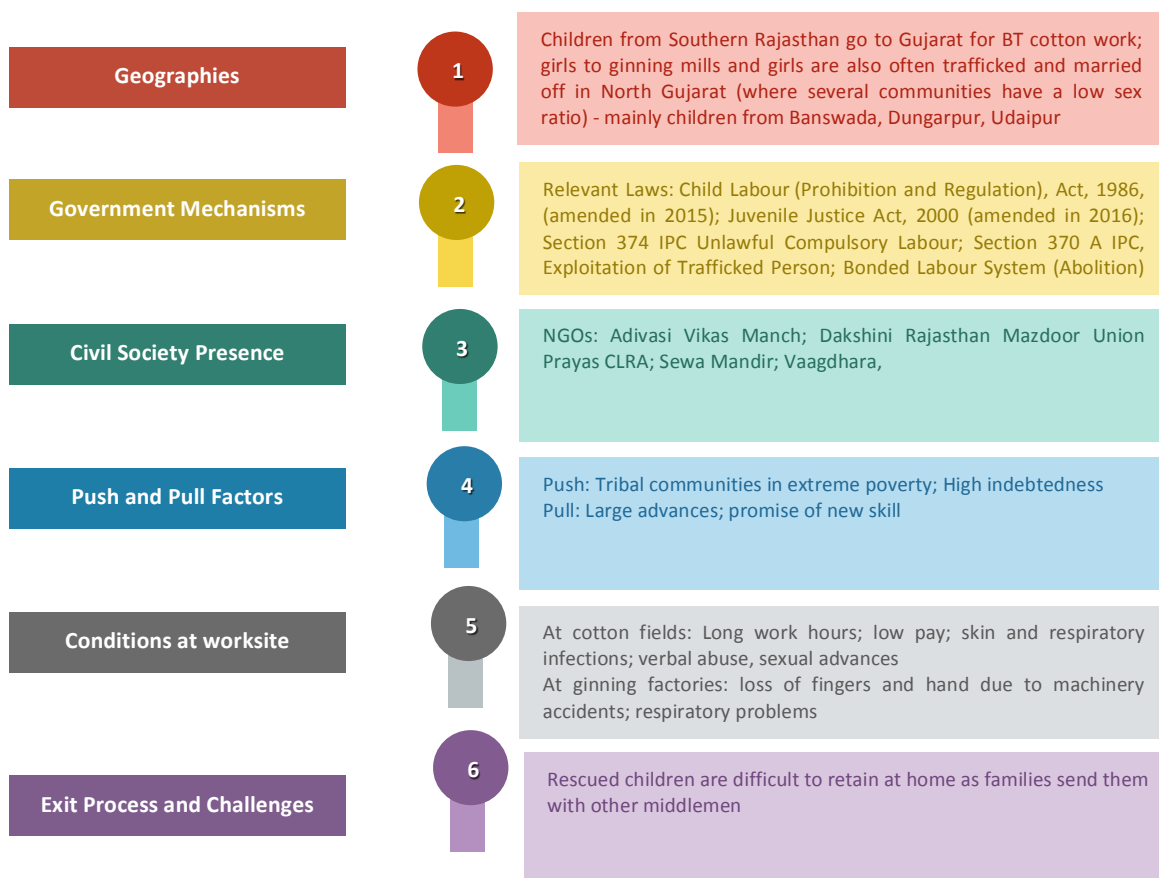 Geographies
1
Children from Southern Rajasthan go to Gujarat for BT cotton work;
girls to ginning mills and girls are also often trafficked and married
off in North Gujarat (where several communities have a low sex
ratio) - mainly children from Banswada, Dungarpur, Udaipur
Government Mechanisms
2
Relevant Laws: Child Labour (Prohibition and Regulation), Act, 1986,
(amended in 2015); Juvenile Justice Act, 2000 (amended in 2016);
Section 374 IPC Unlawful Compulsory Labour; Section 370 A IPC,
Exploitation of Trafficked Person; Bonded Labour System (Abolition)
Civil Society Presence
3
NGOs: Adivasi Vikas Manch; Dakshini Rajasthan Mazdoor Union
Prayas CLRA; Sewa Mandir; Vaagdhara,
Push and Pull Factors
4
Push: Tribal communities in extreme poverty; High indebtedness
Pull: Large advances; promise of new skill
Conditions at worksite
5
At cotton fields: Long work hours; low pay; skin and respiratory
infections; verbal abuse, sexual advances
At ginning factories: loss of fingers and hand due to machinery
accidents; respiratory problems
Exit Process and Challenges
6
Rescued children are difficult to retain at home as families send them
with other middlemen